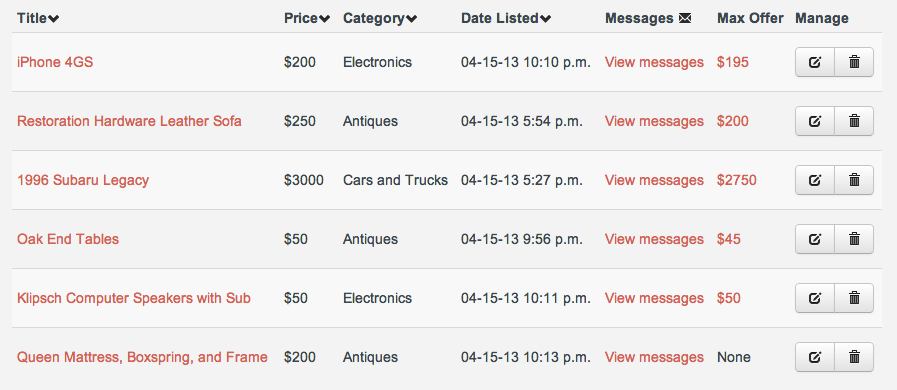 Title Price Category Date Listed Messages Max Offer Manage
iPhone 4GS $200 Electronics 04-15-13 10:10 p.m. View messages $195
Restoration Hardware Leather Sofa $250 Antiques 04-15-13 5:54 p.m. View messages $200
1996 Subaru Legacy $3000 Cars and Trucks 04-15-13 5:27 p.m. View messages $2750
Oak End Tables $50 Antiques 04-15-13 9:56 p.m. View messages $45
Klipsch Computer Speakers with Sub $50 Electronics 04-15-13 10:11 p.m. View messages $50
Queen Mattress, Boxspring, and Frame $200 Antiques 04-15-13 10:13 p.m. View messages None